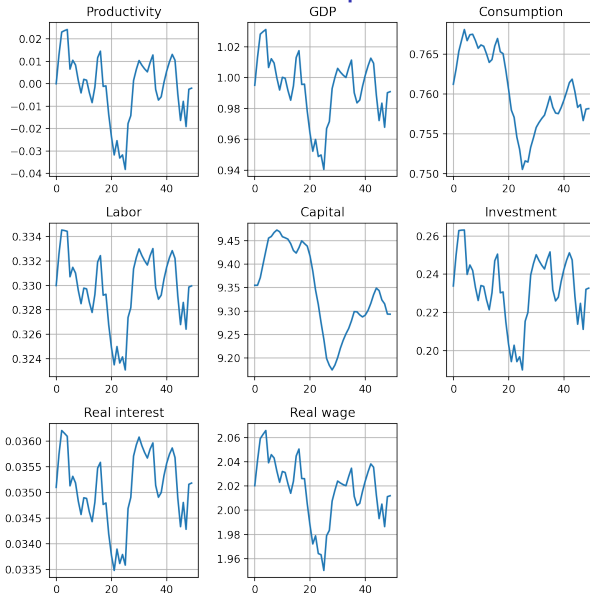 Productivity
0.02
0.01
0.00
−0.01
−0.02
−0.03
−0.04
0 20 40
GDP
1.02
1.00
0.98
0.96
0.94
0 20 40
Consumption
0.765
0.760
0.755
0.750
0 20 40
Labor
0.334
0.332
0.330
0.328
0.326
0.324
0 20 40
Capital
9.45
9.40
9.35
9.30
9.25
9.20
0 20 40
Investment
0.26
0.24
0.22
0.20
0 20 40
Real interest
0.0360
0.0355
0.0350
0.0345
0.0340
0.0335
0 20 40
Real wage
2.06
2.04
2.02
2.00
1.98
1.96
0 20 40